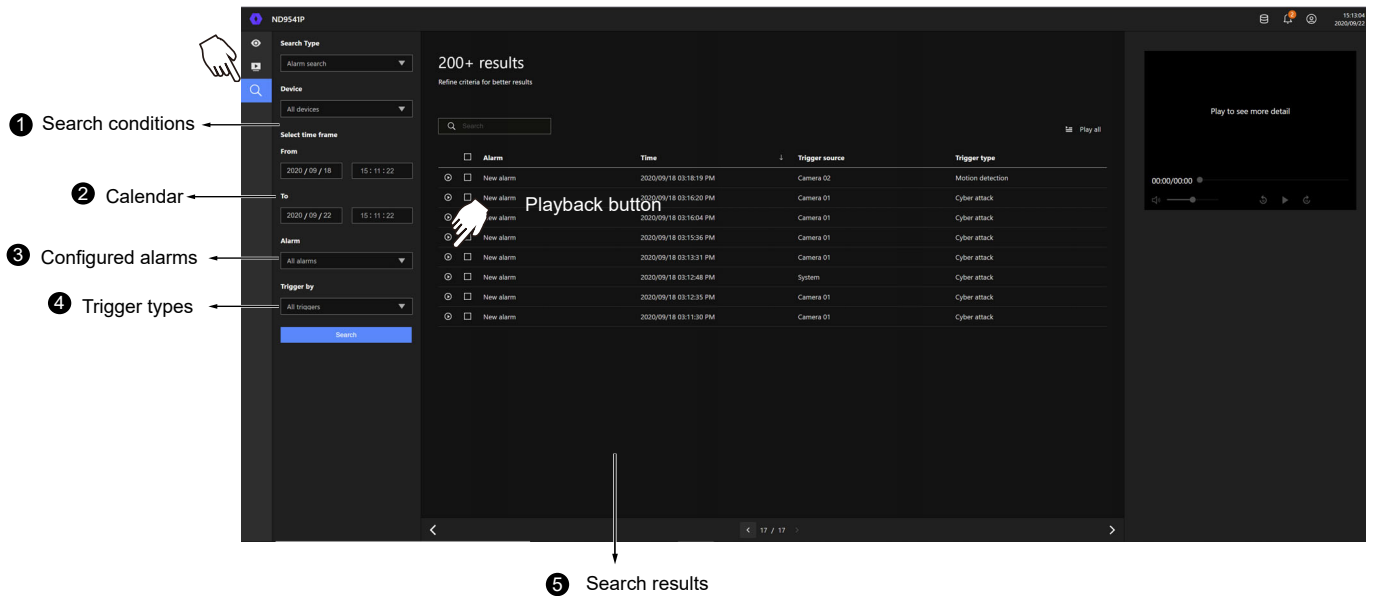 ND9541P
2
15:13:04
2020/09/22
Search Type
Alarm search
Device
All devices
Select time frame
From
2020 / 09 / 18 15 : 11 : 22
To
2020 / 09 / 22 15 : 11 : 22
Alarm
All alarms
Trigger by
All triggers
Search
1 Search conditions
2 Calendar
3 Configured alarms
4 Trigger types
200+ results
Refine criteria for better results
Search
Play all
Alarm Time ↓ Trigger source Trigger type
New alarm 2020/09/18 03:18:19 PM Camera 02 Motion detection
New alarm 2020/09/18 03:16:20 PM Camera 01 Cyber attack
Playback button
New alarm 2020/09/18 03:16:04 PM Camera 01 Cyber attack
New alarm 2020/09/18 03:15:36 PM Camera 01 Cyber attack
New alarm 2020/09/18 03:13:31 PM Camera 01 Cyber attack
New alarm 2020/09/18 03:12:48 PM System Cyber attack
New alarm 2020/09/18 03:12:35 PM Camera 01 Cyber attack
New alarm 2020/09/18 03:11:30 PM Camera 01 Cyber attack
< 17 / 17 >
Play to see more detail
00:00/00:00
5 Search results